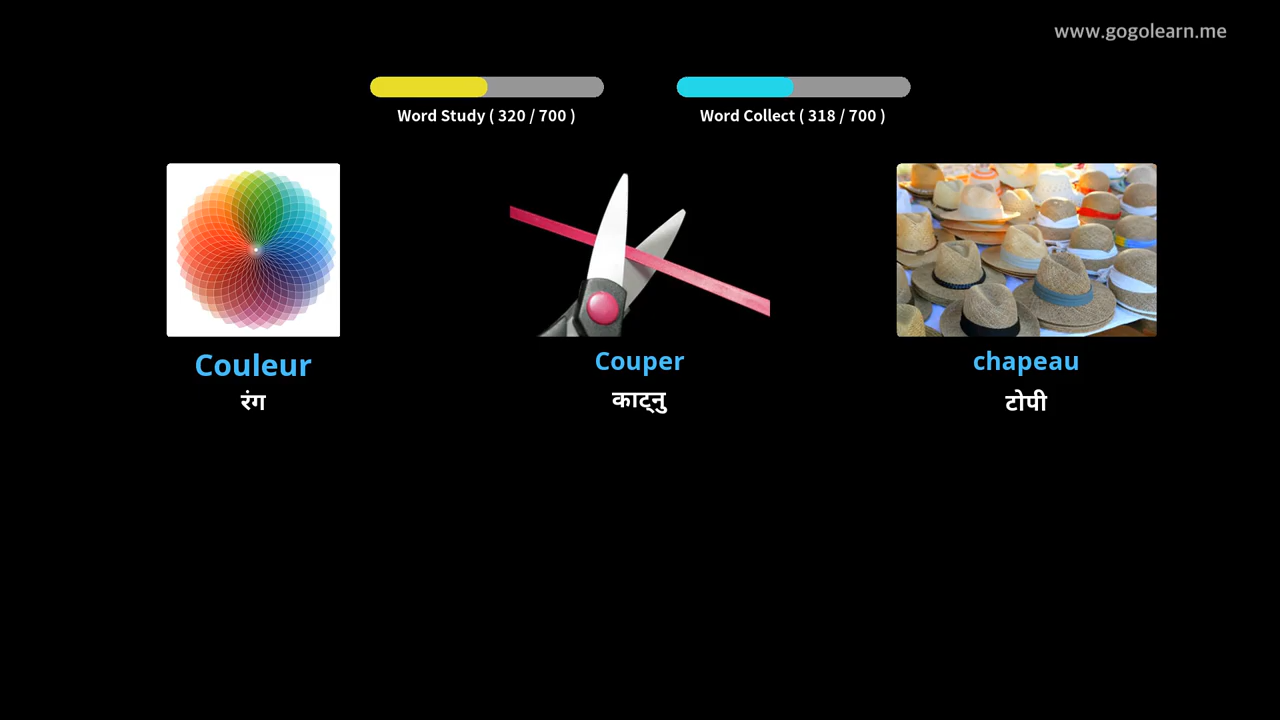 www.gogolearn.me
Word Study ( 320 / 700 )
Word Collect ( 318 / 700 )
Couleur
रंग
Couper
काट्नु
chapeau
टोपी